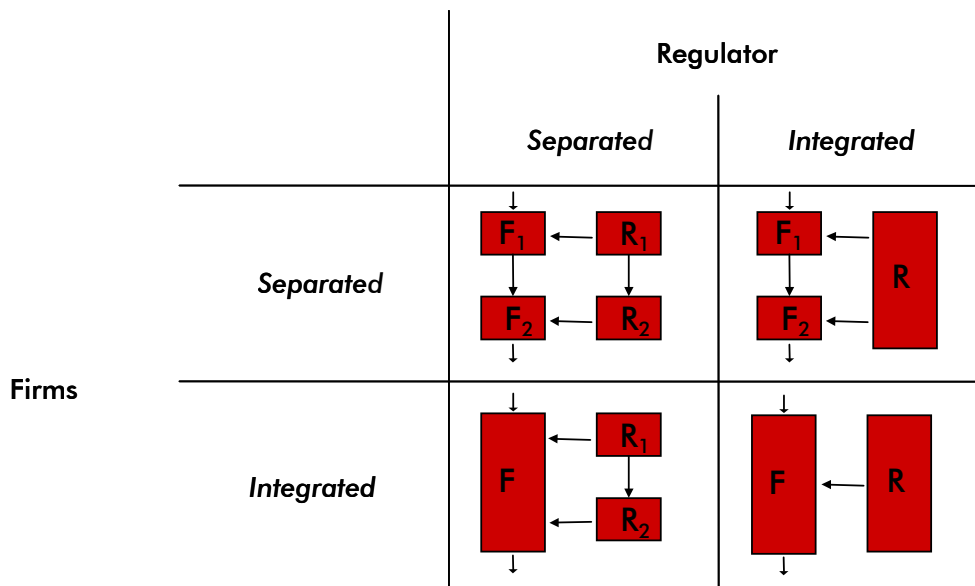 Regulator
Separated Integrated
F1 R1 F1
Separated R
F2 R2 F2
Firms
R1
Integrated F F R
R2